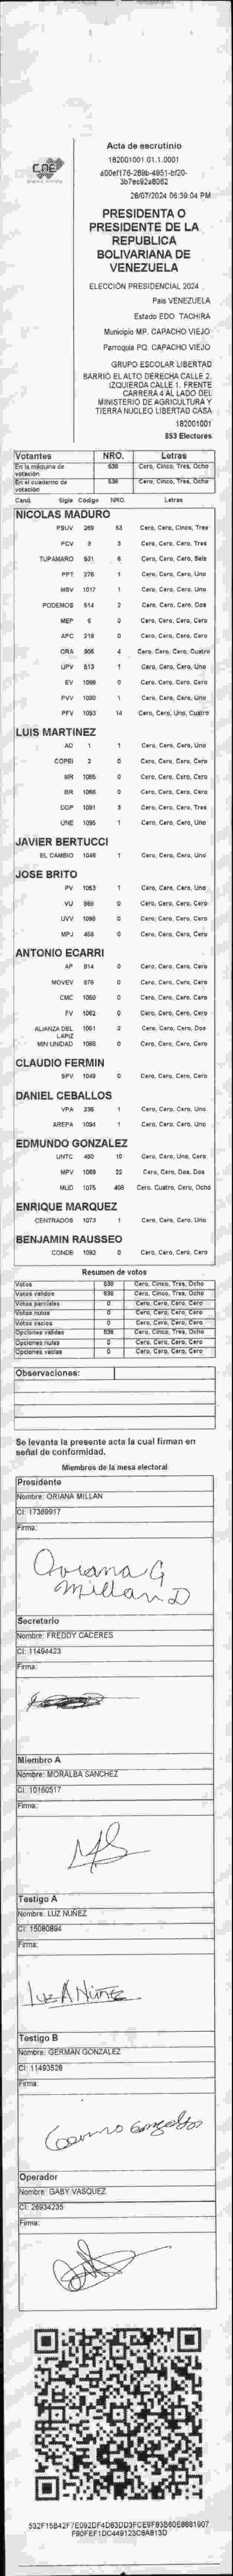 CNE
Acta de escrutinio
182001001.01.1.0001
28/07/2024 06:39:04 PM
PRESIDENTA O
PRESIDENTE DE LA
REPUBLICA
BOLIVARIANA DE
VENEZUELA
ELECCIÓN PRESIDENCIAL 2024
País VENEZUELA
Estado EDO. TACHIRA
Municipio MP. CAPACHO VIEJO
Parroquia PQ. CAPACHO VIEJO
GRUPO ESCOLAR LIBERTAD
BARRIO EL ALTO DERECHA CALLE 2.
IZQUIERDA CALLE 1. FRENTE
CARRERA 4 AL LADO DEL
MINISTERIO DE AGRICULTURA Y
TIERRA NUCLEO LIBERTAD CASA
182001001
853 Electores
Votantes NRO. Letras
En la máquina de votación 538 Cero, Cinco, Tres, Ocho
En el cuaderno de votación 538 Cero, Cinco, Tres, Ocho
Cand. Sigla Código NRO. Letras
NICOLAS MADURO
PSUV 269 53 Cero, Cero, Cinco, Tres
PCV 9 3 Cero, Cero, Cero, Tres
TUPAMARO 931 6 Cero, Cero, Cero, Seis
PPT 276 1 Cero, Cero, Cero, Uno
MSV 1017 1 Cero, Cero, Cero, Uno
PODEMOS 514 2 Cero, Cero, Cero, Dos
MEP 6 0 Cero, Cero, Cero, Cero
APC 219 0 Cero, Cero, Cero, Cero
ORA 906 4 Cero, Cero, Cero, Cuatro
UPV 613 1 Cero, Cero, Cero, Uno
EV 1089 0 Cero, Cero, Cero, Cero
PVV 1090 1 Cero, Cero, Cero, Uno
PFV 1093 14 Cero, Cero, Uno, Cuatro
LUIS MARTINEZ
AD 1 1 Cero, Cero, Cero, Uno
COPEI 2 0 Cero, Cero, Cero, Cero
MR 1085 0 Cero, Cero, Cero, Cero
BR 1066 0 Cero, Cero, Cero, Cero
DDP 1091 3 Cero, Cero, Cero, Tres
UNE 1095 1 Cero, Cero, Cero, Uno
JAVIER BERTUCCI
EL CAMBIO 1048 1 Cero, Cero, Cero, Uno
JOSE BRITO
PV 1063 1 Cero, Cero, Cero, Uno
VU 868 0 Cero, Cero, Cero, Cero
UVV 1096 0 Cero, Cero, Cero, Cero
MPJ 468 0 Cero, Cero, Cero, Cero
ANTONIO ECARRI
AP 814 0 Cero, Cero, Cero, Cero
MOVEV 878 0 Cero, Cero, Cero, Cero
CMC 1080 0 Cero, Cero, Cero, Cero
FV 1062 0 Cero, Cero, Cero, Cero
ALIANZA DEL LAPIZ 1061 2 Cero, Cero, Cero, Dos
MIN UNIDAD 1088 0 Cero, Cero, Cero, Cero
CLAUDIO FERMIN
SPV 1049 0 Cero, Cero, Cero, Cero
DANIEL CEBALLOS
VPA 236 1 Cero, Cero, Cero, Uno
AREPA 1094 1 Cero, Cero, Cero, Uno
EDMUNDO GONZALEZ
UNTC 480 10 Cero, Cero, Uno, Cero
MPV 1069 22 Cero, Cero, Dos, Dos
MUD 1075 408 Cero, Cuatro, Cero, Ocho
ENRIQUE MARQUEZ
CENTRADOS 1073 1 Cero, Cero, Cero, Uno
BENJAMIN RAUSSEO
CONDE 1092 0 Cero, Cero, Cero, Cero
Resumen de votos
Votos 538 Cero, Cinco, Tres, Ocho
Votos válidos 538 Cero, Cinco, Tres, Ocho
Votos parciales 0 Cero, Cero, Cero, Cero
Votos nulos 0 Cero, Cero, Cero, Cero
Votos vacíos 0 Cero, Cero, Cero, Cero
Opciones válidas 538 Cero, Cinco, Tres, Ocho
Opciones nulas 0 Cero, Cero, Cero, Cero
Opciones vacías 0 Cero, Cero, Cero, Cero
Observaciones:
Se levanta la presente acta la cual firman en
señal de conformidad.
Miembros de la mesa electoral
Presidente
Nombre: ORIANA MILLAN
CI: 17369917
Firma:
Oriana G
Millan D
Secretario
Nombre: FREDDY CACERES
CI: 11494423
Firma:
Miembro A
Nombre: MORALBA SANCHEZ
CI: 10160517
Firma:
Testigo A
Nombre: LUZ NUÑEZ
CI: 15080894
Firma:
Luz A Nuñez
Testigo B
Nombre: GERMAN GONZALEZ
CI: 11493528
Firma:
Operador
Nombre: GABY VASQUEZ
CI: 26934235
Firma: